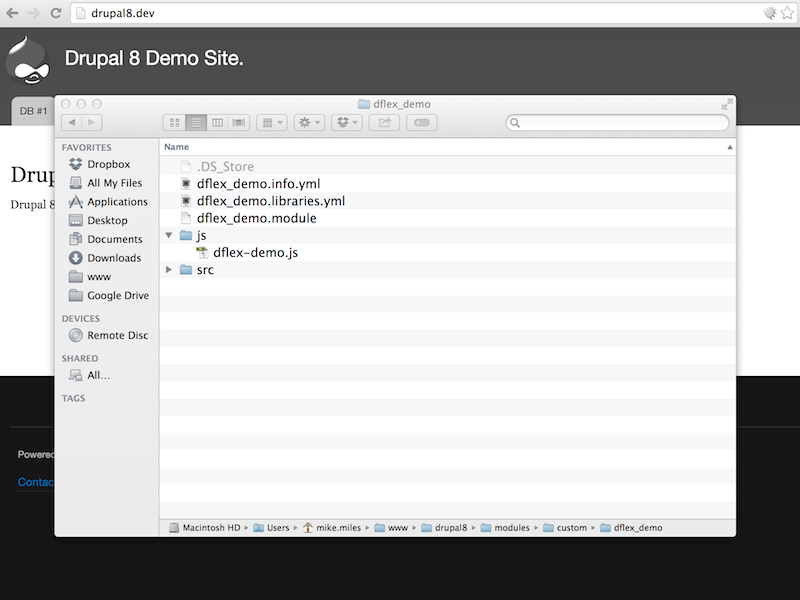 drupal8.dev
Drupal 8 Demo Site.
DB #1
dflex_demo
Drup
Drupal 8
FAVORITES
Dropbox
All My Files
Applications
Desktop
Documents
Downloads
www
Google Drive
DEVICES
Remote Disc
SHARED
All...
TAGS
Name
.DS_Store
dflex_demo.info.yml
dflex_demo.libraries.yml
dflex_demo.module
js
dflex-demo.js
src
Powered
Contac
Macintosh HD Users mike.miles www drupal8 modules custom dflex_demo